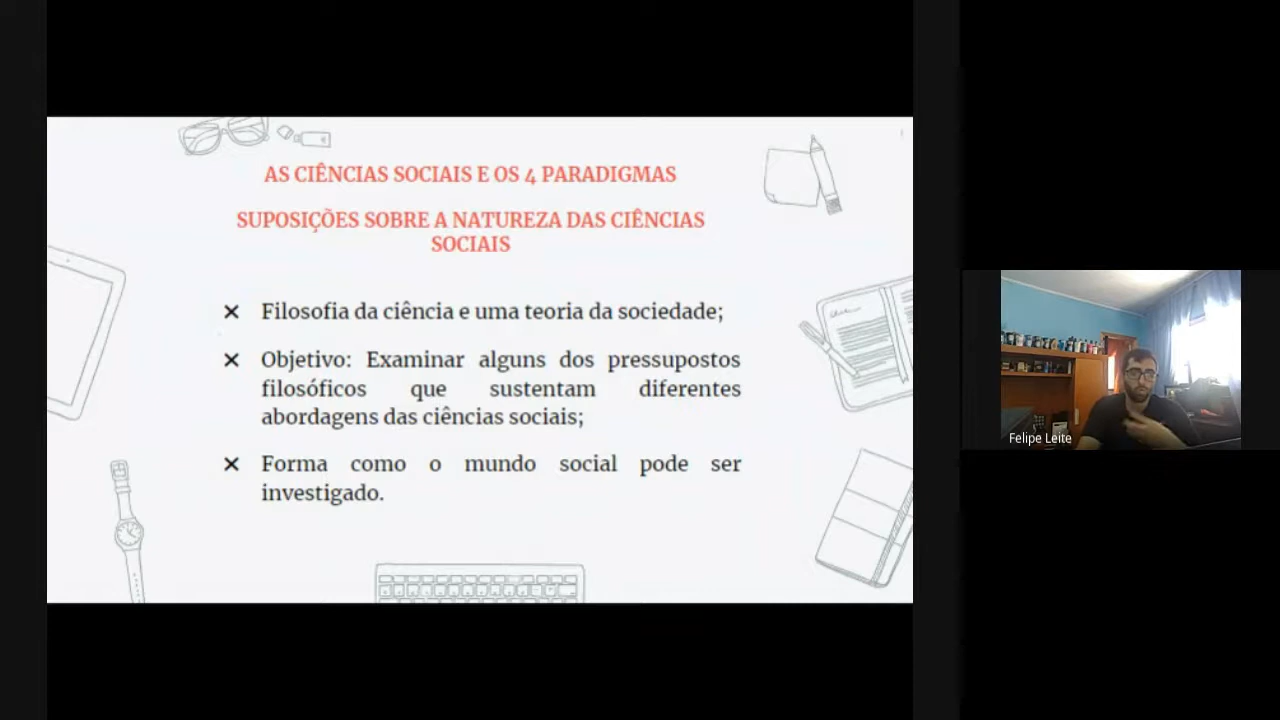 AS CIÊNCIAS SOCIAIS E OS 4 PARADIGMAS
SUPOSIÇÕES SOBRE A NATUREZA DAS CIÊNCIAS
SOCIAIS
Filosofia da ciência e uma teoria da sociedade;
Objetivo: Examinar alguns dos pressupostos
filosóficos que sustentam diferentes
abordagens das ciências sociais;
Forma como o mundo social pode ser
investigado.
Felipe Leite